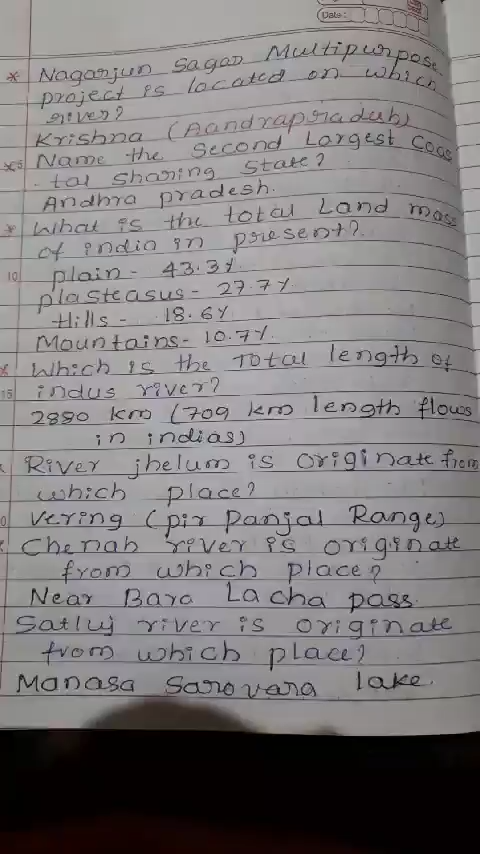 Date:
* Nagarjun Sagar Multipurpose
project is located on which
river?
Krishna (Aandrapradush)
Name the Second Largest Coas
tal sharing State?
Andhra pradesh.
* What is the total Land mass
of india in present?
10 plain - 43.3%
plasteasus - 27.7%
Hills - 18.6%
Mountains - 10.7%
* Which is the Total length of
15 indus river?
2880 km (709 km length flows
in indias)
River jhelum is originate from
which place?
Vering (pir Panjal Range)
Chenab river is originate
from which place?
Near Bara Lacha pass.
Satluj river is originate
from which place?
Manasa Sarovara lake.